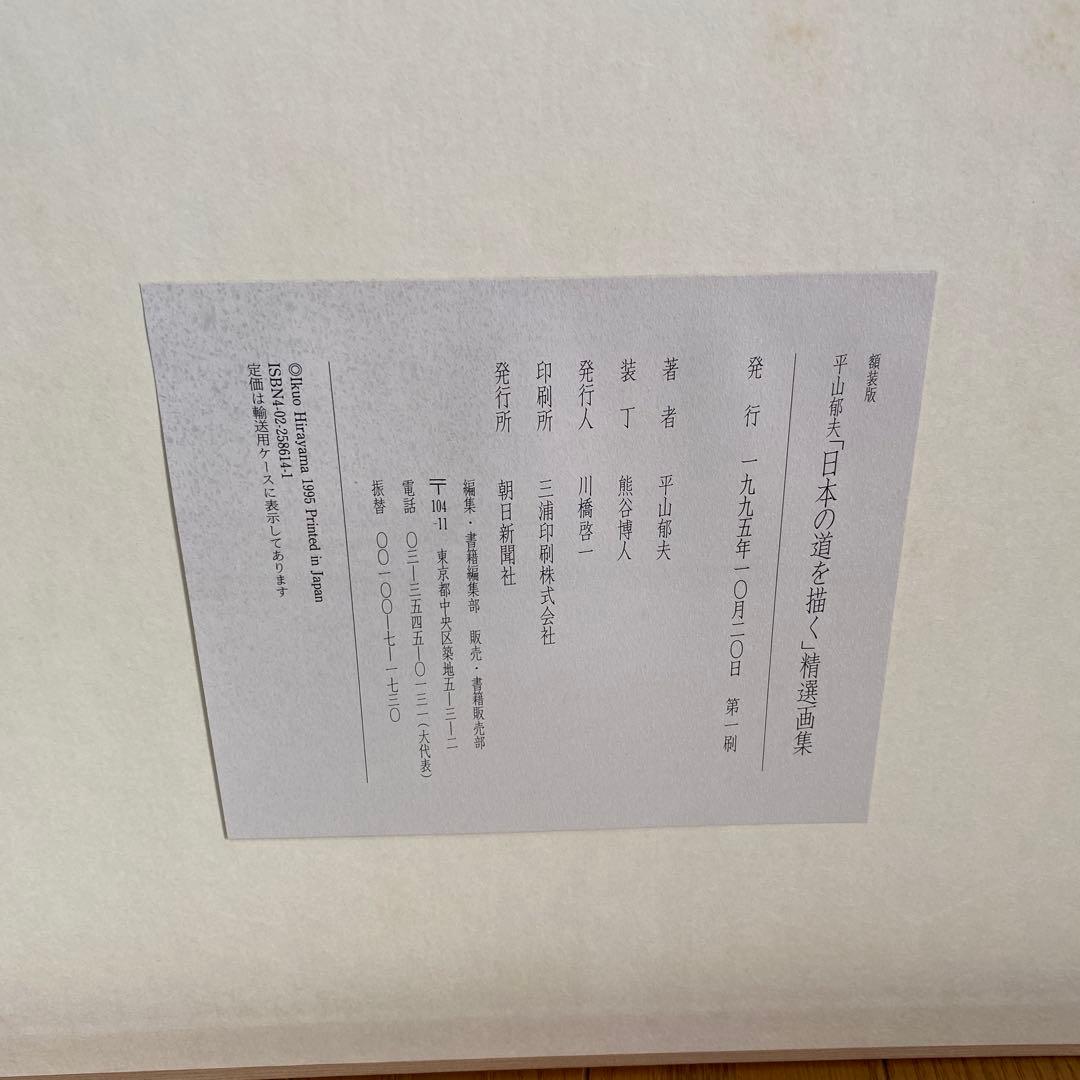 額装版
平山郁夫「日本の道を描く」精選画集
発行 一九九五年一〇月二〇日 第一刷
著者 平山郁夫
装丁 熊谷博人
発行人 川橋啓一
印刷所 三浦印刷株式会社
発行所 朝日新聞社
編集・書籍編集部 販売・書籍販売部
〒104-11 東京都中央区築地五―三―二
電話 〇三―三五四五―〇一三一(大代表)
振替 〇〇一〇〇―七―一七三〇
©Ikuo Hirayama 1995 Printed in Japan
ISBN4-02-258614-1
定価は輸送用ケースに表示してあります